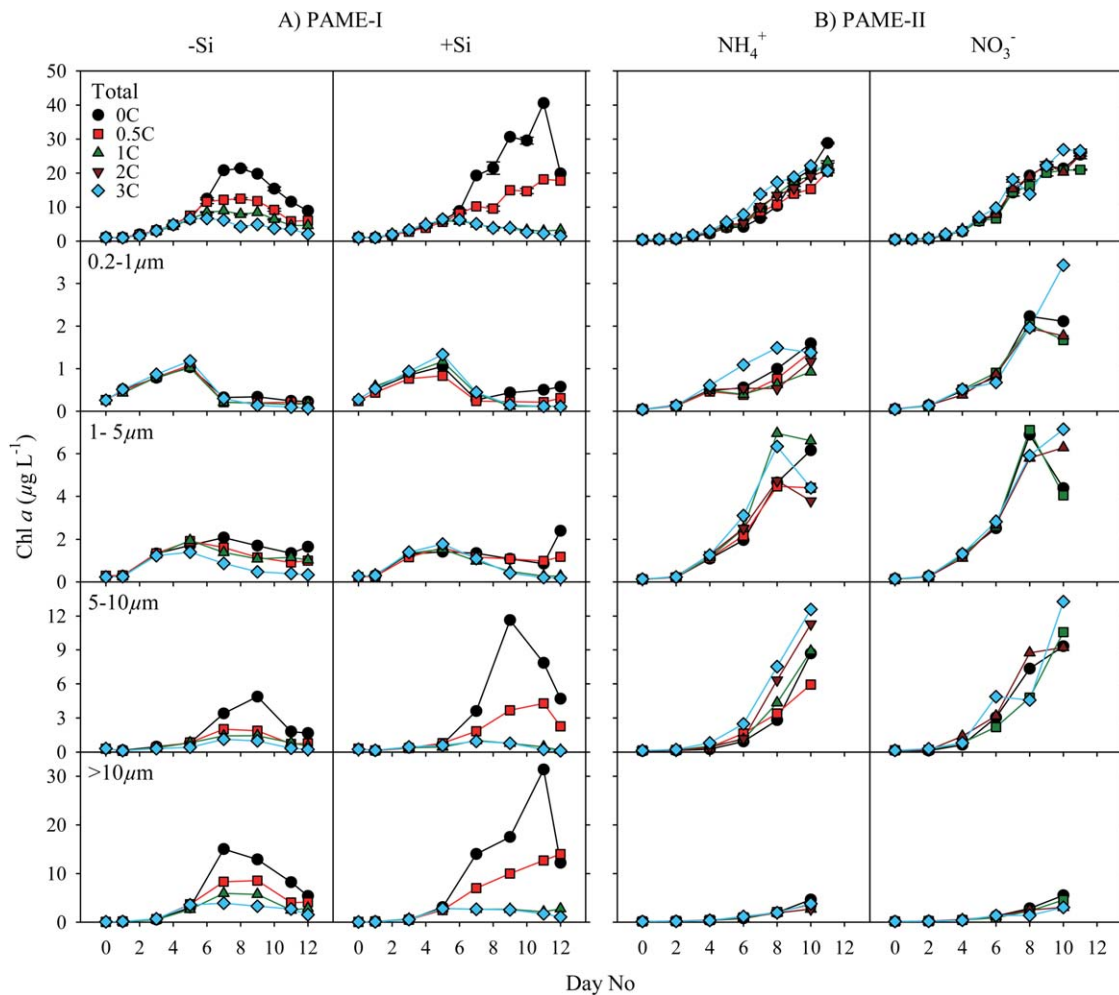 A) PAME-I B) PAME-II
-Si +Si NH₄⁺ NO₃⁻
50
40
30
20
10
0
Total
0C
0.5C
1C
2C
3C
0.2-1µm
3
2
1
0
1- 5µm
6
4
2
0
5-10µm
12
9
6
3
0
>10µm
30
20
10
0
Chl a (µg L⁻¹)
0 2 4 6 8 10 12 0 2 4 6 8 10 12 0 2 4 6 8 10 12 0 2 4 6 8 10 12
Day No